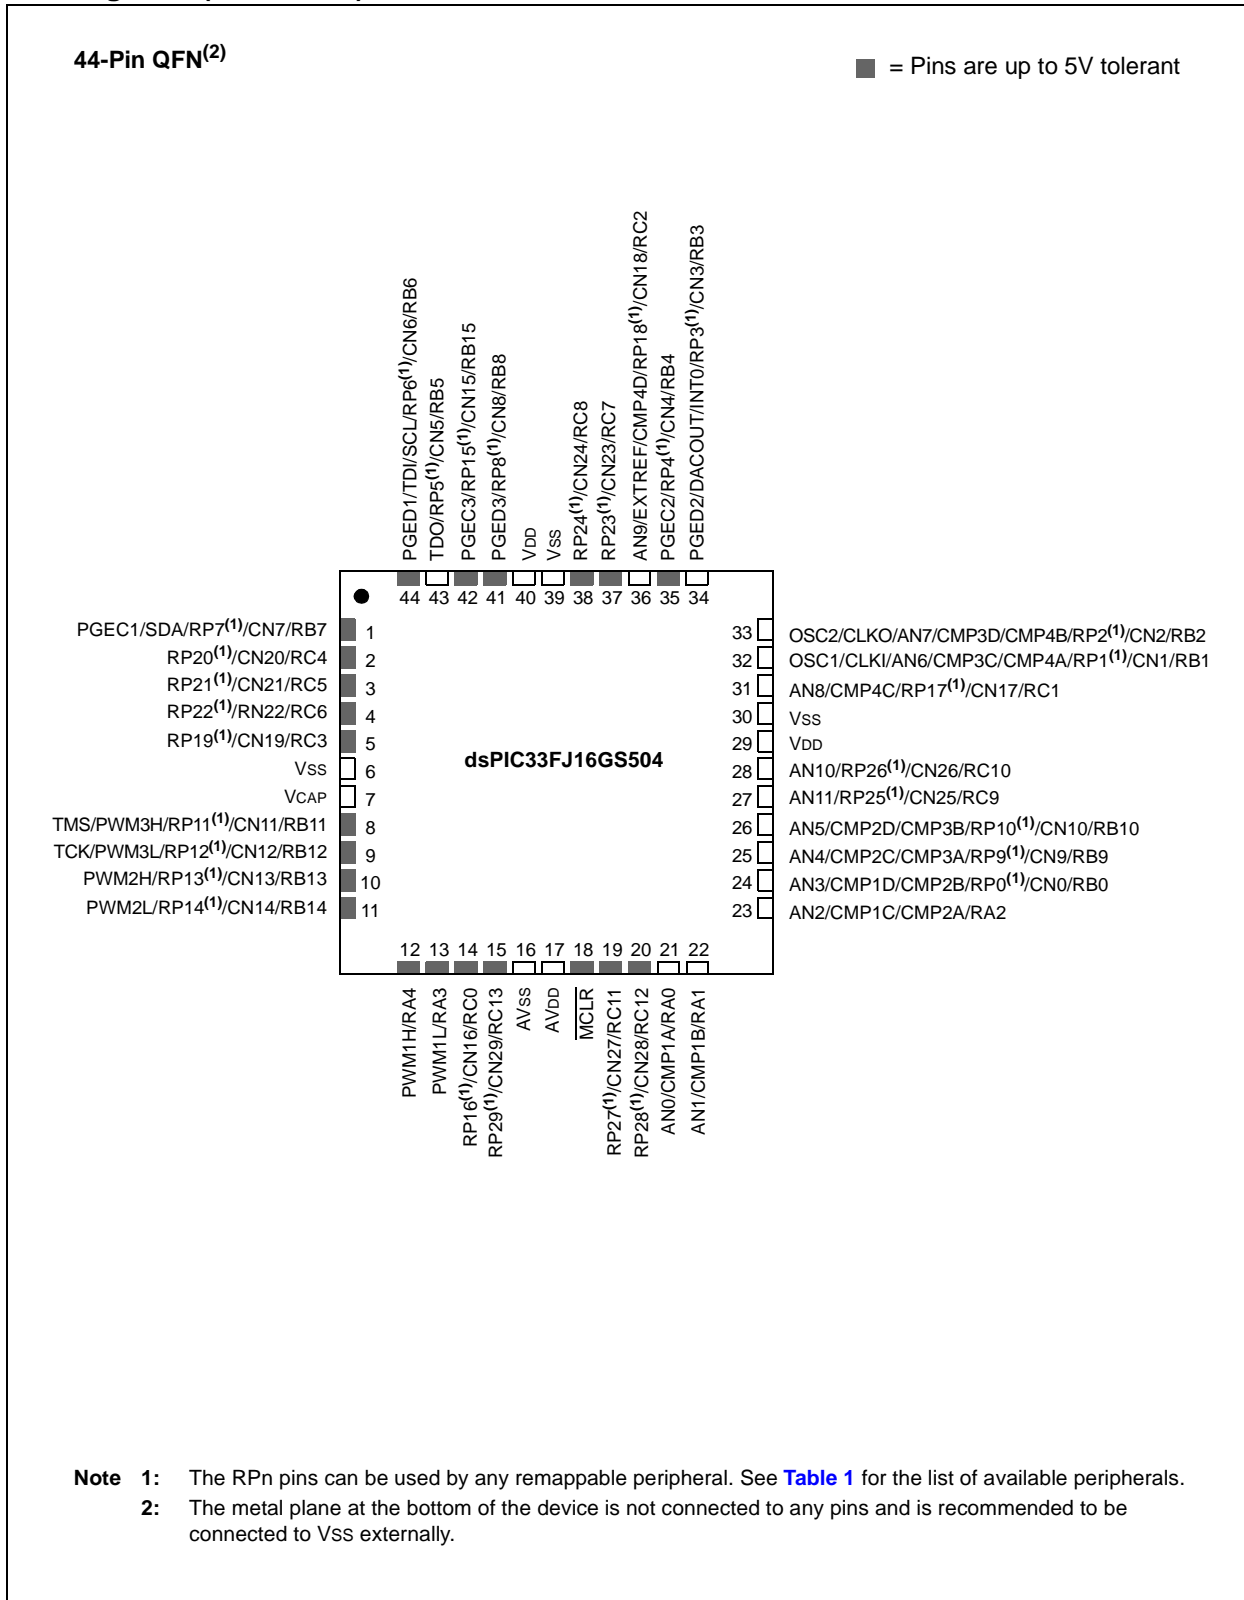 44-Pin QFN(2)
= Pins are up to 5V tolerant
PGED1/TDI/SCL/RP6(1)/CN6/RB6
TDO/RP5(1)/CN5/RB5
PGEC3/RP15(1)/CN15/RB15
PGED3/RP8(1)/CN8/RB8
VDD
VSS
RP24(1)/CN24/RC8
RP23(1)/CN23/RC7
AN9/EXTREF/CMP4D/RP18(1)/CN18/RC2
PGEC2/RP4(1)/CN4/RB4
PGED2/DACOUT/INT0/RP3(1)/CN3/RB3
44 43 42 41 40 39 38 37 36 35 34
PGEC1/SDA/RP7(1)/CN7/RB7 1
RP20(1)/CN20/RC4 2
RP21(1)/CN21/RC5 3
RP22(1)/RN22/RC6 4
RP19(1)/CN19/RC3 5
VSS 6
VCAP 7
TMS/PWM3H/RP11(1)/CN11/RB11 8
TCK/PWM3L/RP12(1)/CN12/RB12 9
PWM2H/RP13(1)/CN13/RB13 10
PWM2L/RP14(1)/CN14/RB14 11
dsPIC33FJ16GS504
33 OSC2/CLKO/AN7/CMP3D/CMP4B/RP2(1)/CN2/RB2
32 OSC1/CLKI/AN6/CMP3C/CMP4A/RP1(1)/CN1/RB1
31 AN8/CMP4C/RP17(1)/CN17/RC1
30 VSS
29 VDD
28 AN10/RP26(1)/CN26/RC10
27 AN11/RP25(1)/CN25/RC9
26 AN5/CMP2D/CMP3B/RP10(1)/CN10/RB10
25 AN4/CMP2C/CMP3A/RP9(1)/CN9/RB9
24 AN3/CMP1D/CMP2B/RP0(1)/CN0/RB0
23 AN2/CMP1C/CMP2A/RA2
12 13 14 15 16 17 18 19 20 21 22
PWM1H/RA4
PWM1L/RA3
RP16(1)/CN16/RC0
RP29(1)/CN29/RC13
AVSS
AVDD
MCLR
RP27(1)/CN27/RC11
RP28(1)/CN28/RC12
AN0/CMP1A/RA0
AN1/CMP1B/RA1
Note 1: The RPn pins can be used by any remappable peripheral. See Table 1 for the list of available peripherals.
2: The metal plane at the bottom of the device is not connected to any pins and is recommended to be
connected to VSS externally.